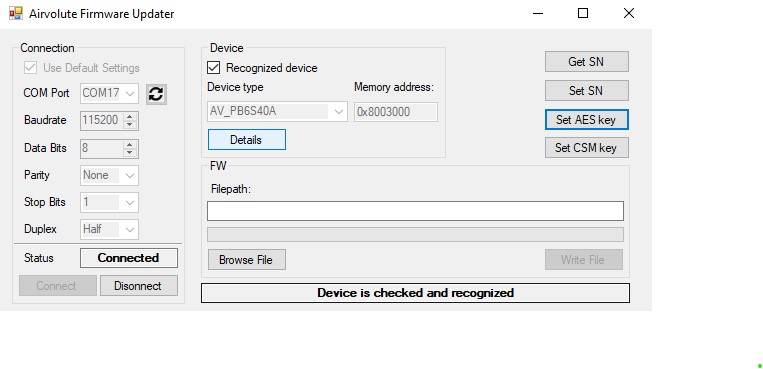 Airvolute Firmware Updater
Connection
Use Default Settings
COM Port COM17
Baudrate 115200
Data Bits 8
Parity None
Stop Bits 1
Duplex Half
Status Connected
Connect Disonnect
Device
Recognized device
Device type Memory address:
AV_PB6S40A 0x8003000
Details
FW
Filepath:
Browse File Write File
Device is checked and recognized
Get SN
Set SN
Set AES key
Set CSM key